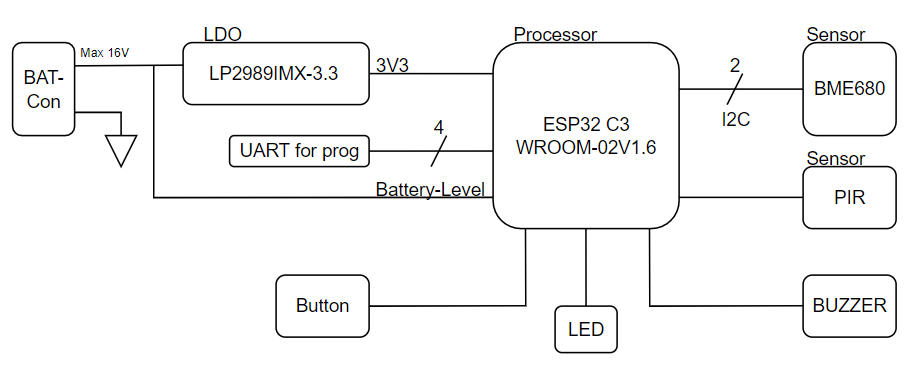 LDO
Processor
Sensor
Max 16V
BAT-
Con
LP2989IMX-3.3
3V3
2
BME680
I2C
ESP32 C3
WROOM-02V1.6
4
UART for prog
Sensor
Battery-Level
PIR
Button
LED
BUZZER